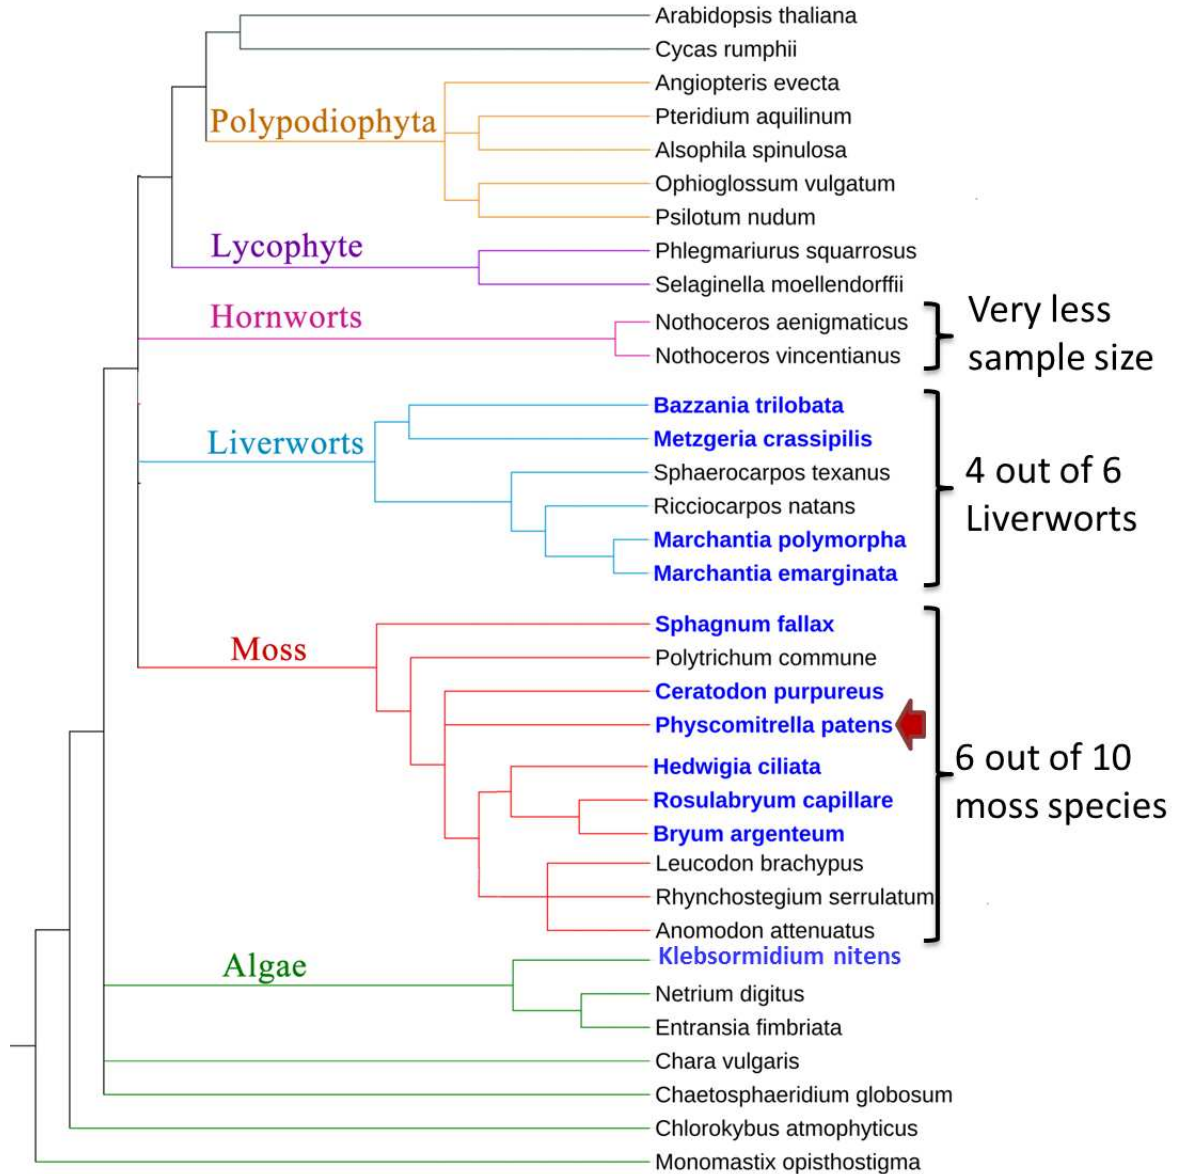 Arabidopsis thaliana
Cycas rumphii
Angiopteris evecta
Polypodiophyta
Pteridium aquilinum
Alsophila spinulosa
Ophioglossum vulgatum
Psilotum nudum
Lycophyte
Phlegmariurus squarrosus
Selaginella moellendorffii
Hornworts
Nothoceros aenigmaticus
Nothoceros vincentianus
Very less
sample size
Bazzania trilobata
Liverworts
Metzgeria crassipilis
Sphaerocarpos texanus
Ricciocarpos natans
Marchantia polymorpha
Marchantia emarginata
4 out of 6
Liverworts
Sphagnum fallax
Moss
Polytrichum commune
Ceratodon purpureus
Physcomitrella patens
Hedwigia ciliata
Rosulabryum capillare
Bryum argenteum
Leucodon brachypus
Rhynchostegium serrulatum
Anomodon attenuatus
6 out of 10
moss species
Algae
Klebsormidium nitens
Netrium digitus
Entransia fimbriata
Chara vulgaris
Chaetosphaeridium globosum
Chlorokybus atmophyticus
Monomastix opisthostigma